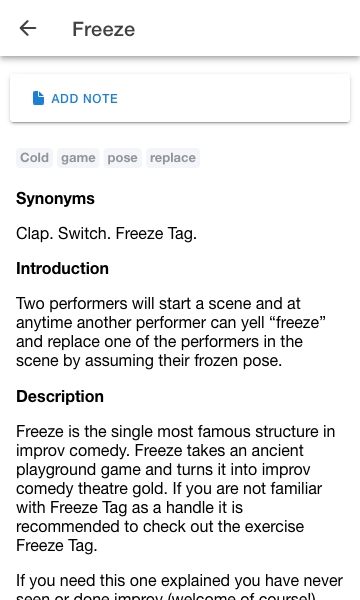 Freeze
ADD NOTE
Cold game pose replace
Synonyms
Clap. Switch. Freeze Tag.
Introduction
Two performers will start a scene and at
anytime another performer can yell “freeze”
and replace one of the performers in the
scene by assuming their frozen pose.
Description
Freeze is the single most famous structure in
improv comedy. Freeze takes an ancient
playground game and turns it into improv
comedy theatre gold. If you are not familiar
with Freeze Tag as a handle it is
recommended to check out the exercise
Freeze Tag.
If you need this one explained you have never
seen or done improv (welcome of course!)